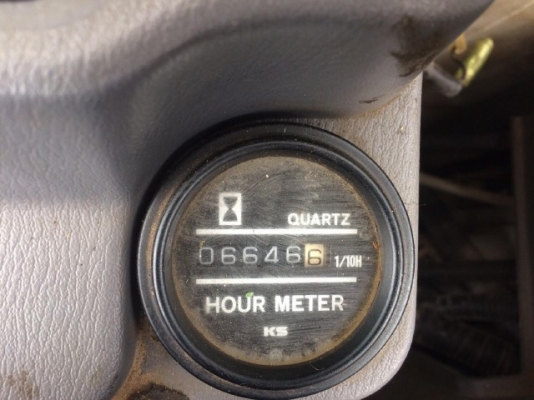 QUARTZ
066466 1/10H
HOUR METER
KS